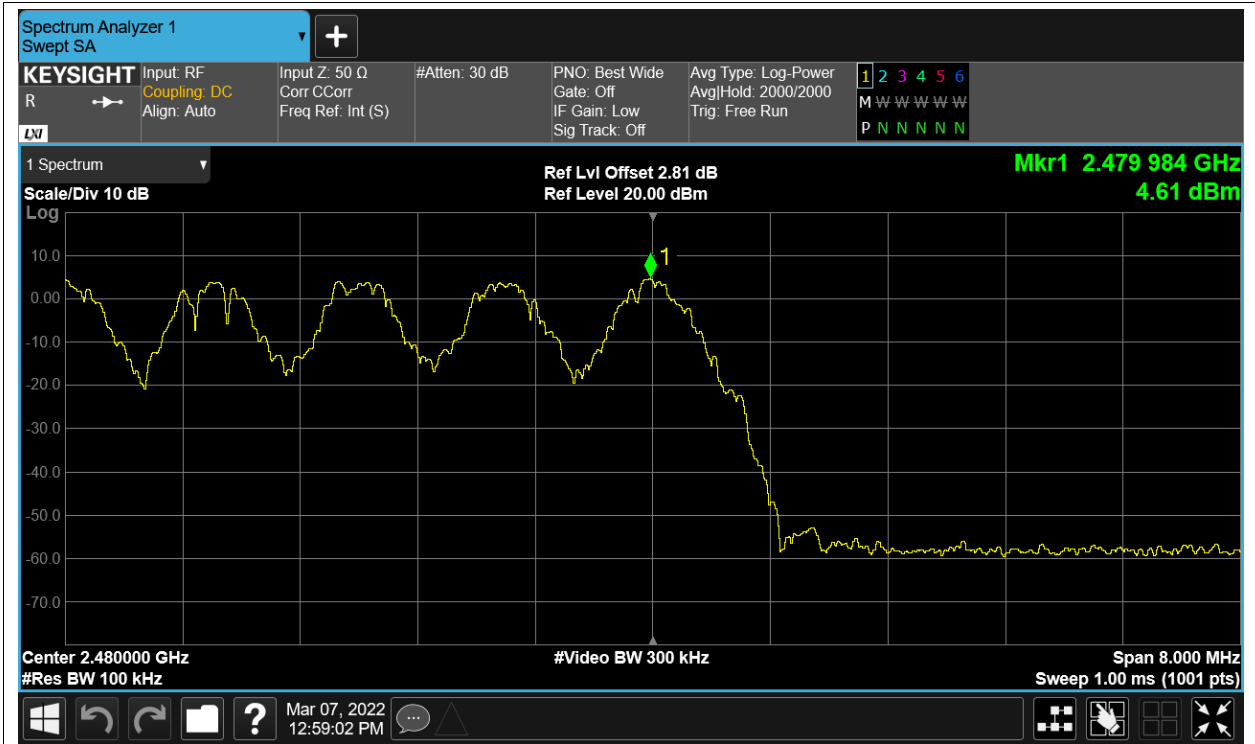 Spectrum Analyzer 1
Swept SA
KEYSIGHT
R
LXI
Input: RF
Coupling: DC
Align: Auto
Input Z: 50 Ω
Corr CCorr
Freq Ref: Int (S)
#Atten: 30 dB
PNO: Best Wide
Gate: Off
IF Gain: Low
Sig Track: Off
Avg Type: Log-Power
Avg|Hold: 2000/2000
Trig: Free Run
1 2 3 4 5 6
M W W W W W
P N N N N N
1 Spectrum
Scale/Div 10 dB
Log
Ref Lvl Offset 2.81 dB
Ref Level 20.00 dBm
Mkr1 2.479 984 GHz
4.61 dBm
1
10.0
0.00
-10.0
-20.0
-30.0
-40.0
-50.0
-60.0
-70.0
Center 2.480000 GHz
#Res BW 100 kHz
#Video BW 300 kHz
Span 8.000 MHz
Sweep 1.00 ms (1001 pts)
?
Mar 07, 2022
12:59:02 PM